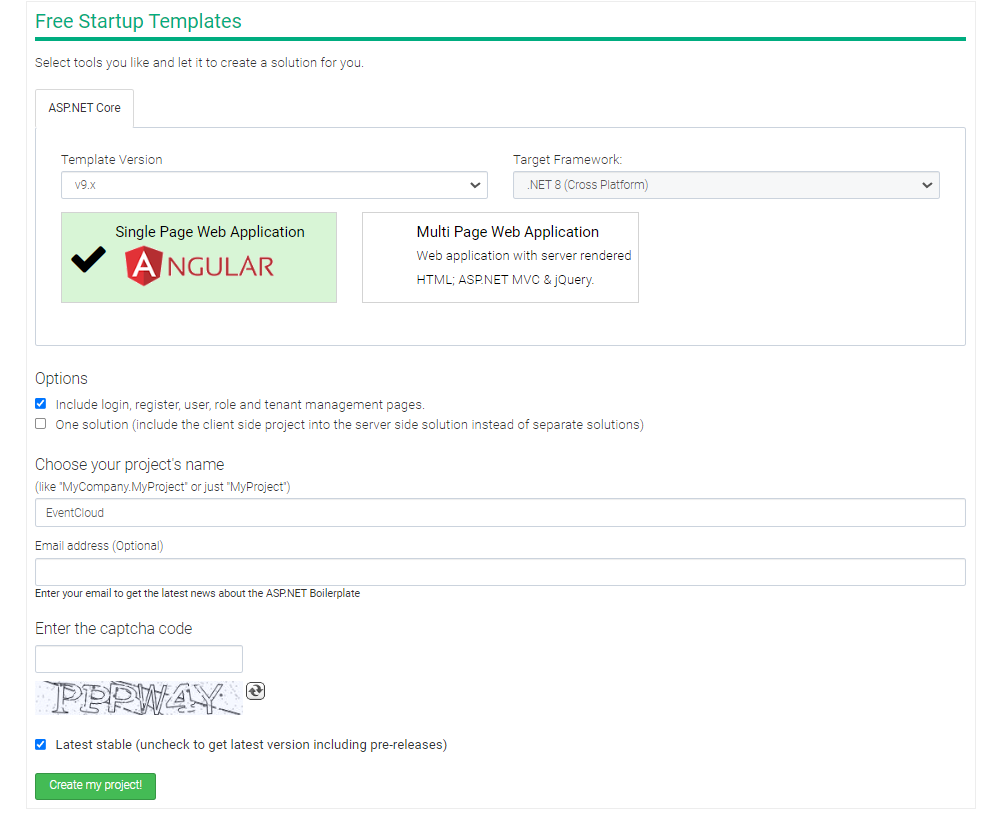 Free Startup Templates
Select tools you like and let it to create a solution for you.
ASP.NET Core
Template Version
Target Framework:
v9.x
.NET 8 (Cross Platform)
Single Page Web Application
ANGULAR
Multi Page Web Application
Web application with server rendered
HTML; ASP.NET MVC & jQuery.
Options
Include login, register, user, role and tenant management pages.
One solution (include the client side project into the server side solution instead of separate solutions)
Choose your project's name
(like "MyCompany.MyProject" or just "MyProject")
EventCloud
Email address (Optional)
Enter your email to get the latest news about the ASP.NET Boilerplate
Enter the captcha code
Latest stable (uncheck to get latest version including pre-releases)
Create my project!